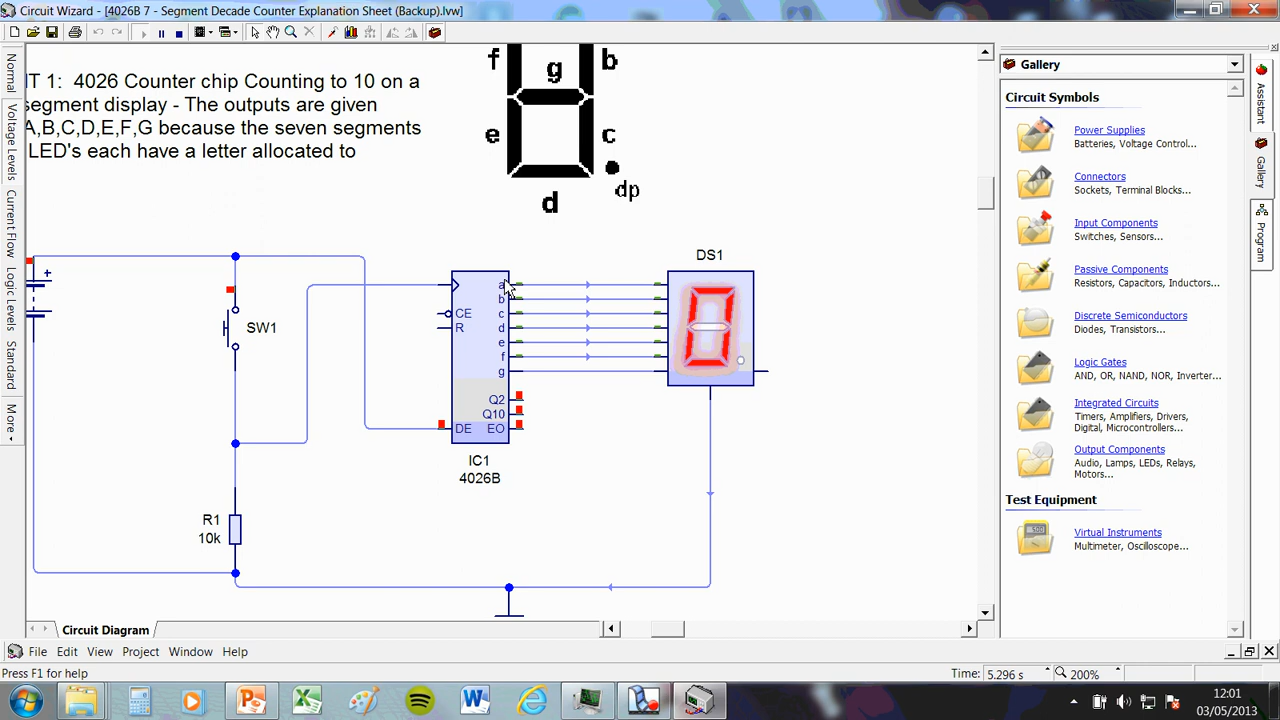 Circuit Wizard - [4026B 7 - Segment Decade Counter Explanation Sheet (Backup).lvw]
Normal
Voltage Levels
Current Flow
Logic Levels
Standard
More
IT 1: 4026 Counter chip Counting to 10 on a
segment display - The outputs are given
A,B,C,D,E,F,G because the seven segments
LED's each have a letter allocated to
f
g
b
e
c
d
dp
+
SW1
R1
10k
a
b
c
d
e
f
g
CE
R
Q2
Q10
DE
EO
IC1
4026B
DS1
Gallery
Circuit Symbols
Power Supplies
Batteries, Voltage Control...
Connectors
Sockets, Terminal Blocks...
Input Components
Switches, Sensors...
Passive Components
Resistors, Capacitors, Inductors...
Discrete Semiconductors
Diodes, Transistors...
Logic Gates
AND, OR, NAND, NOR, Inverter...
Integrated Circuits
Timers, Amplifiers, Drivers,
Digital, Microcontrollers...
Output Components
Audio, Lamps, LEDs, Relays,
Motors...
Test Equipment
Virtual Instruments
Multimeter, Oscilloscope...
Assistant
Gallery
Program
Circuit Diagram
File Edit View Project Window Help
Press F1 for help
Time: 5.296 s
200%
12:01
03/05/2013